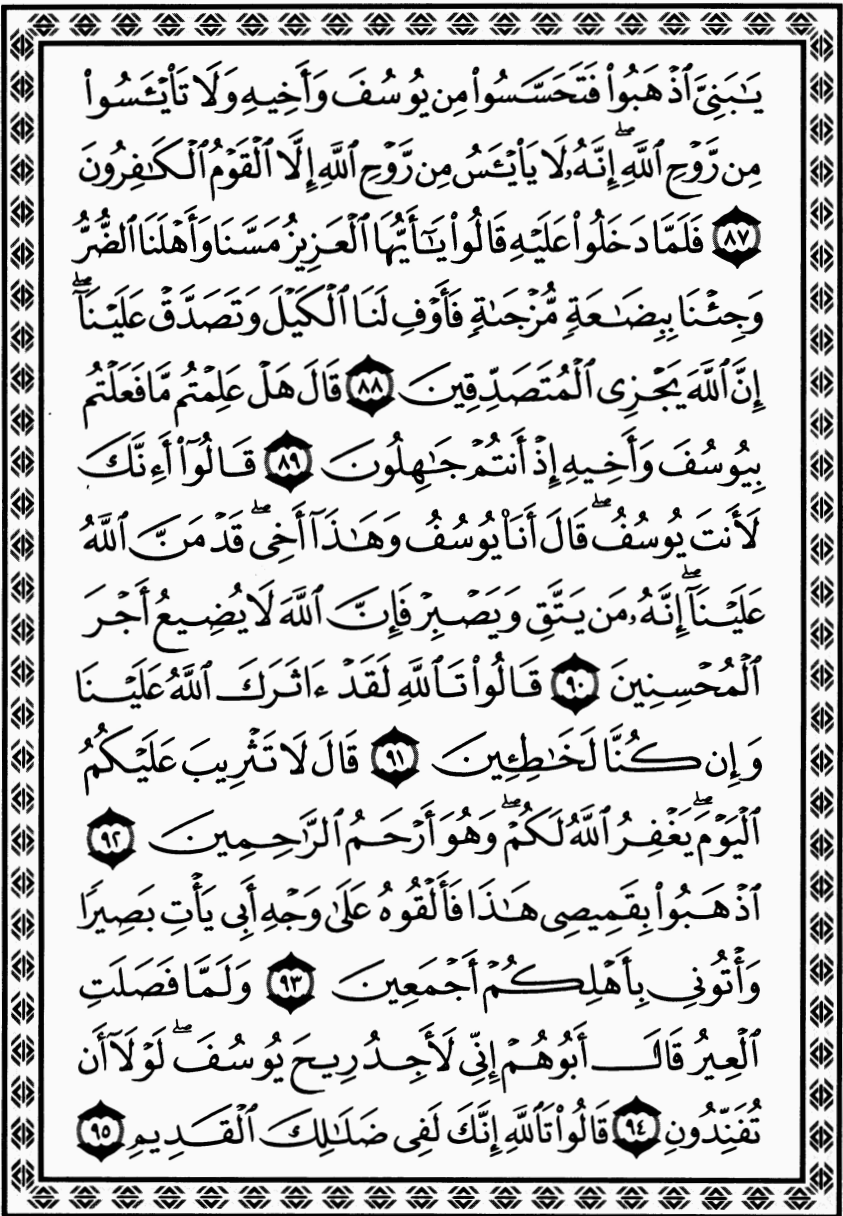 يَـٰبَنِىَّ ٱذْهَبُوا۟ فَتَحَسَّسُوا۟ مِن يُوسُفَ وَأَخِيهِ وَلَا تَا۟يْـَٔسُوا۟
مِن رَّوْحِ ٱللَّهِ ۖ إِنَّهُۥ لَا يَا۟يْـَٔسُ مِن رَّوْحِ ٱللَّهِ إِلَّا ٱلْقَوْمُ ٱلْكَـٰفِرُونَ
٨٧ فَلَمَّا دَخَلُوا۟ عَلَيْهِ قَالُوا۟ يَـٰٓأَيُّهَا ٱلْعَزِيزُ مَسَّنَا وَأَهْلَنَا ٱلضُّرُّ
وَجِئْنَا بِبِضَـٰعَةٍ مُّزْجَىٰةٍ فَأَوْفِ لَنَا ٱلْكَيْلَ وَتَصَدَّقْ عَلَيْنَآ ۖ
إِنَّ ٱللَّهَ يَجْزِى ٱلْمُتَصَدِّقِينَ ٨٨ قَالَ هَلْ عَلِمْتُم مَّا فَعَلْتُم
بِيُوسُفَ وَأَخِيهِ إِذْ أَنتُمْ جَـٰهِلُونَ ٨٩ قَالُوٓا۟ أَءِنَّكَ
لَأَنتَ يُوسُفُ ۖ قَالَ أَنَا۠ يُوسُفُ وَهَـٰذَآ أَخِى ۖ قَدْ مَنَّ ٱللَّهُ
عَلَيْنَآ ۖ إِنَّهُۥ مَن يَتَّقِ وَيَصْبِرْ فَإِنَّ ٱللَّهَ لَا يُضِيعُ أَجْرَ
ٱلْمُحْسِنِينَ ٩٠ قَالُوا۟ تَٱللَّهِ لَقَدْ ءَاثَرَكَ ٱللَّهُ عَلَيْنَا
وَإِن كُنَّا لَخَـٰطِـِٔينَ ٩١ قَالَ لَا تَثْرِيبَ عَلَيْكُمُ
ٱلْيَوْمَ ۖ يَغْفِرُ ٱللَّهُ لَكُمْ ۖ وَهُوَ أَرْحَمُ ٱلرَّٰحِمِينَ ٩٢
ٱذْهَبُوا۟ بِقَمِيصِى هَـٰذَا فَأَلْقُوهُ عَلَىٰ وَجْهِ أَبِى يَأْتِ بَصِيرًا
وَأْتُونِى بِأَهْلِكُمْ أَجْمَعِينَ ٩٣ وَلَمَّا فَصَلَتِ
ٱلْعِيرُ قَالَ أَبُوهُمْ إِنِّى لَأَجِدُ رِيحَ يُوسُفَ ۖ لَوْلَآ أَن
تُفَنِّدُونِ ٩٤ قَالُوا۟ تَٱللَّهِ إِنَّكَ لَفِى ضَلَـٰلِكَ ٱلْقَدِيمِ ٩٥